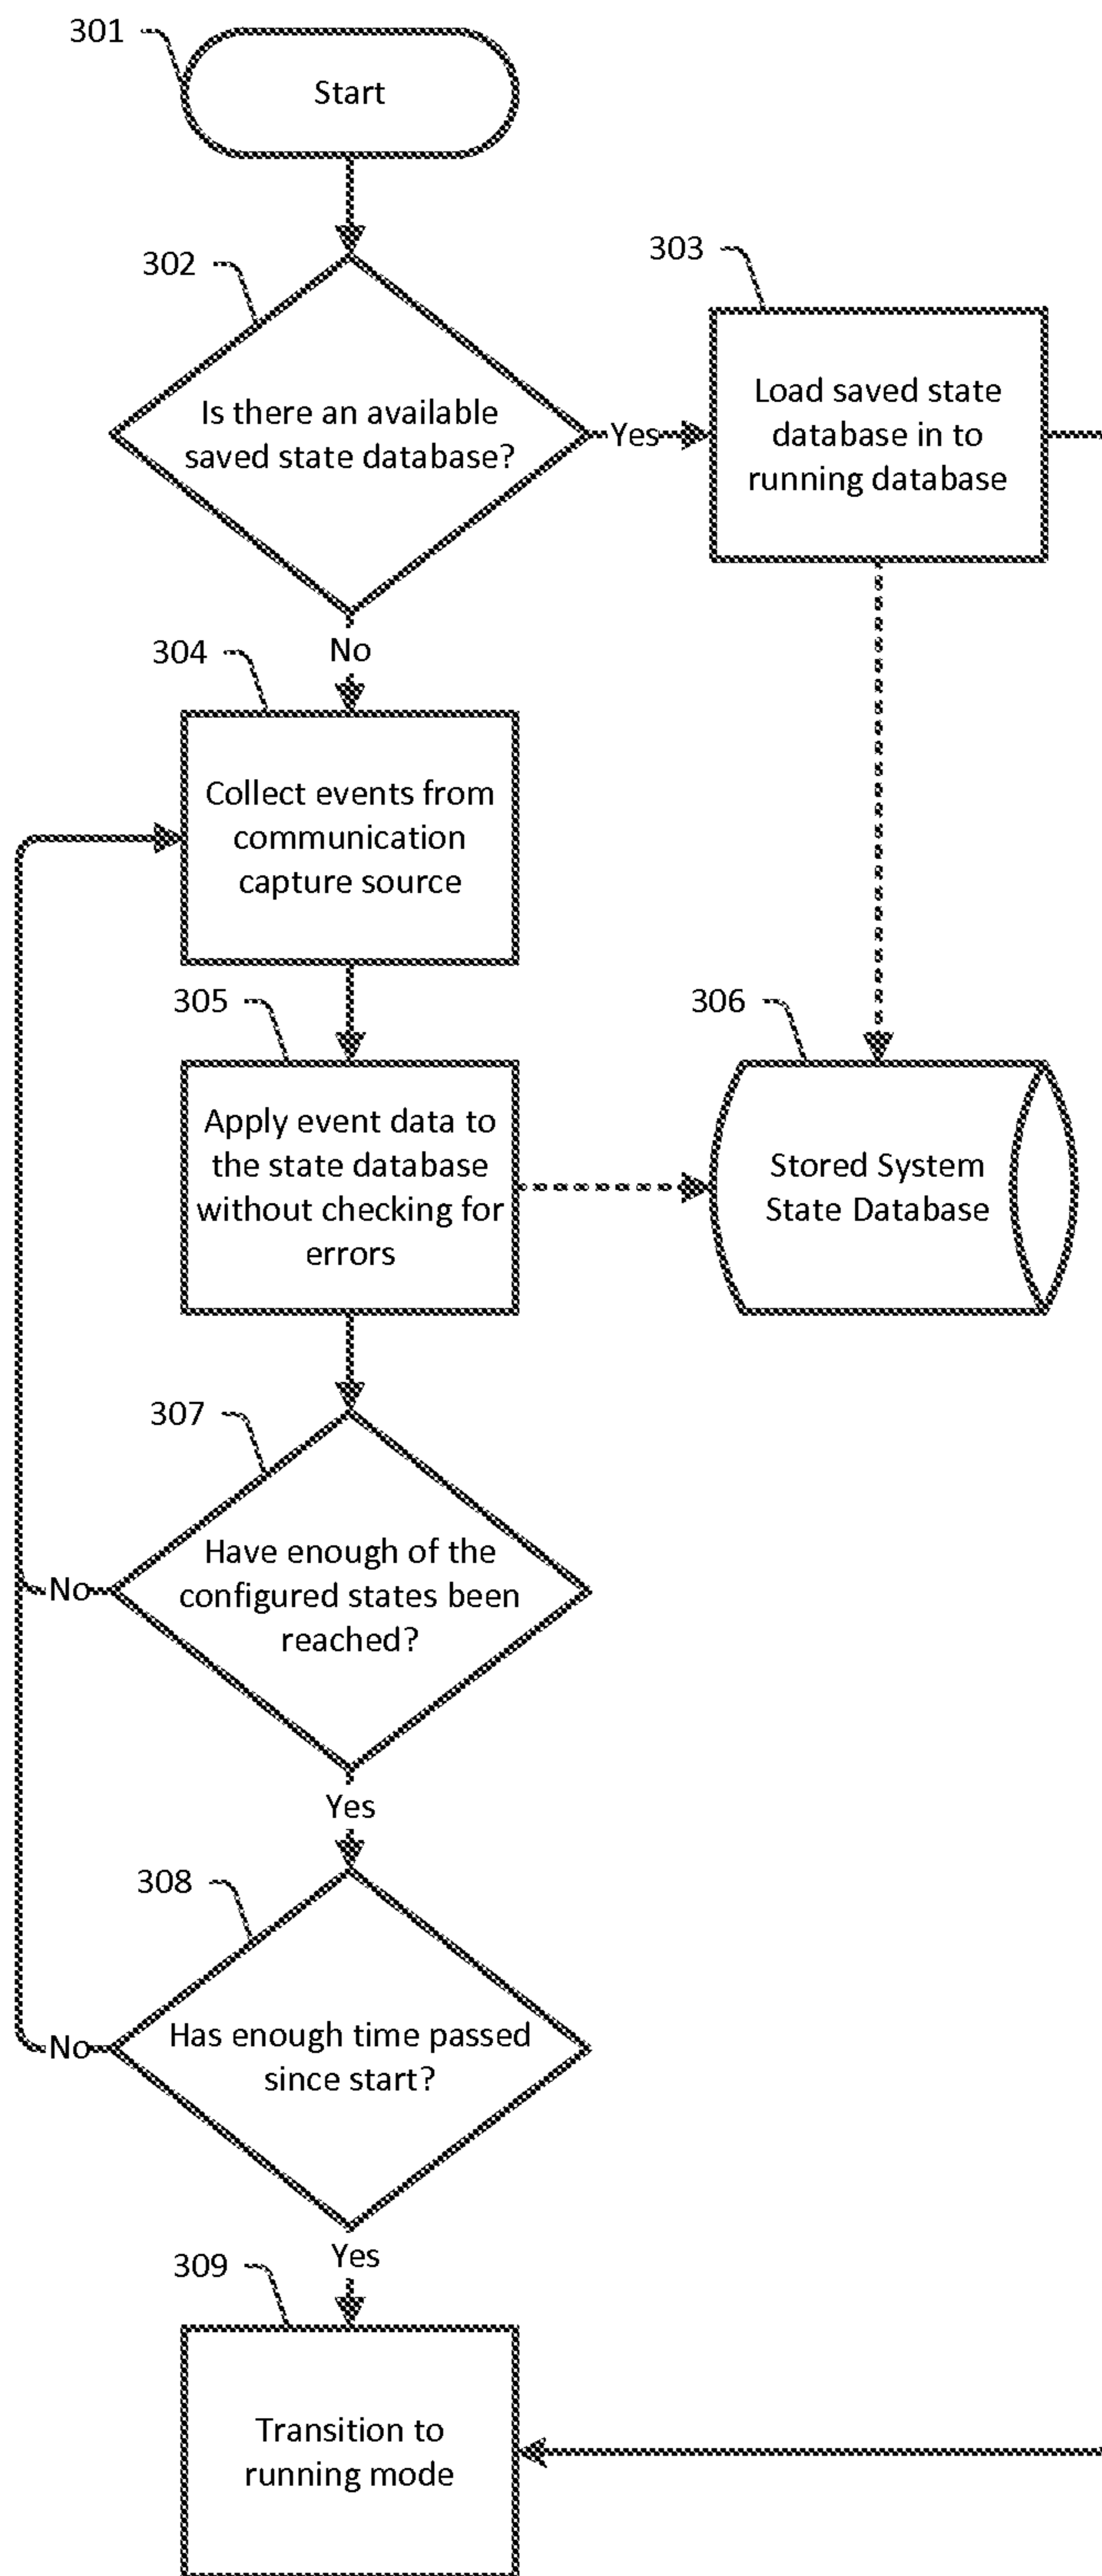 301
Start
302
303
Is there an available
saved state database?
Yes
Load saved state
database in to
running database
No
304
Collect events from
communication
capture source
305
306
Apply event data to
the state database
without checking for
errors
Stored System
State Database
307
Have enough of the
configured states been
reached?
No
Yes
308
Has enough time passed
since start?
No
Yes
309
Transition to
running mode